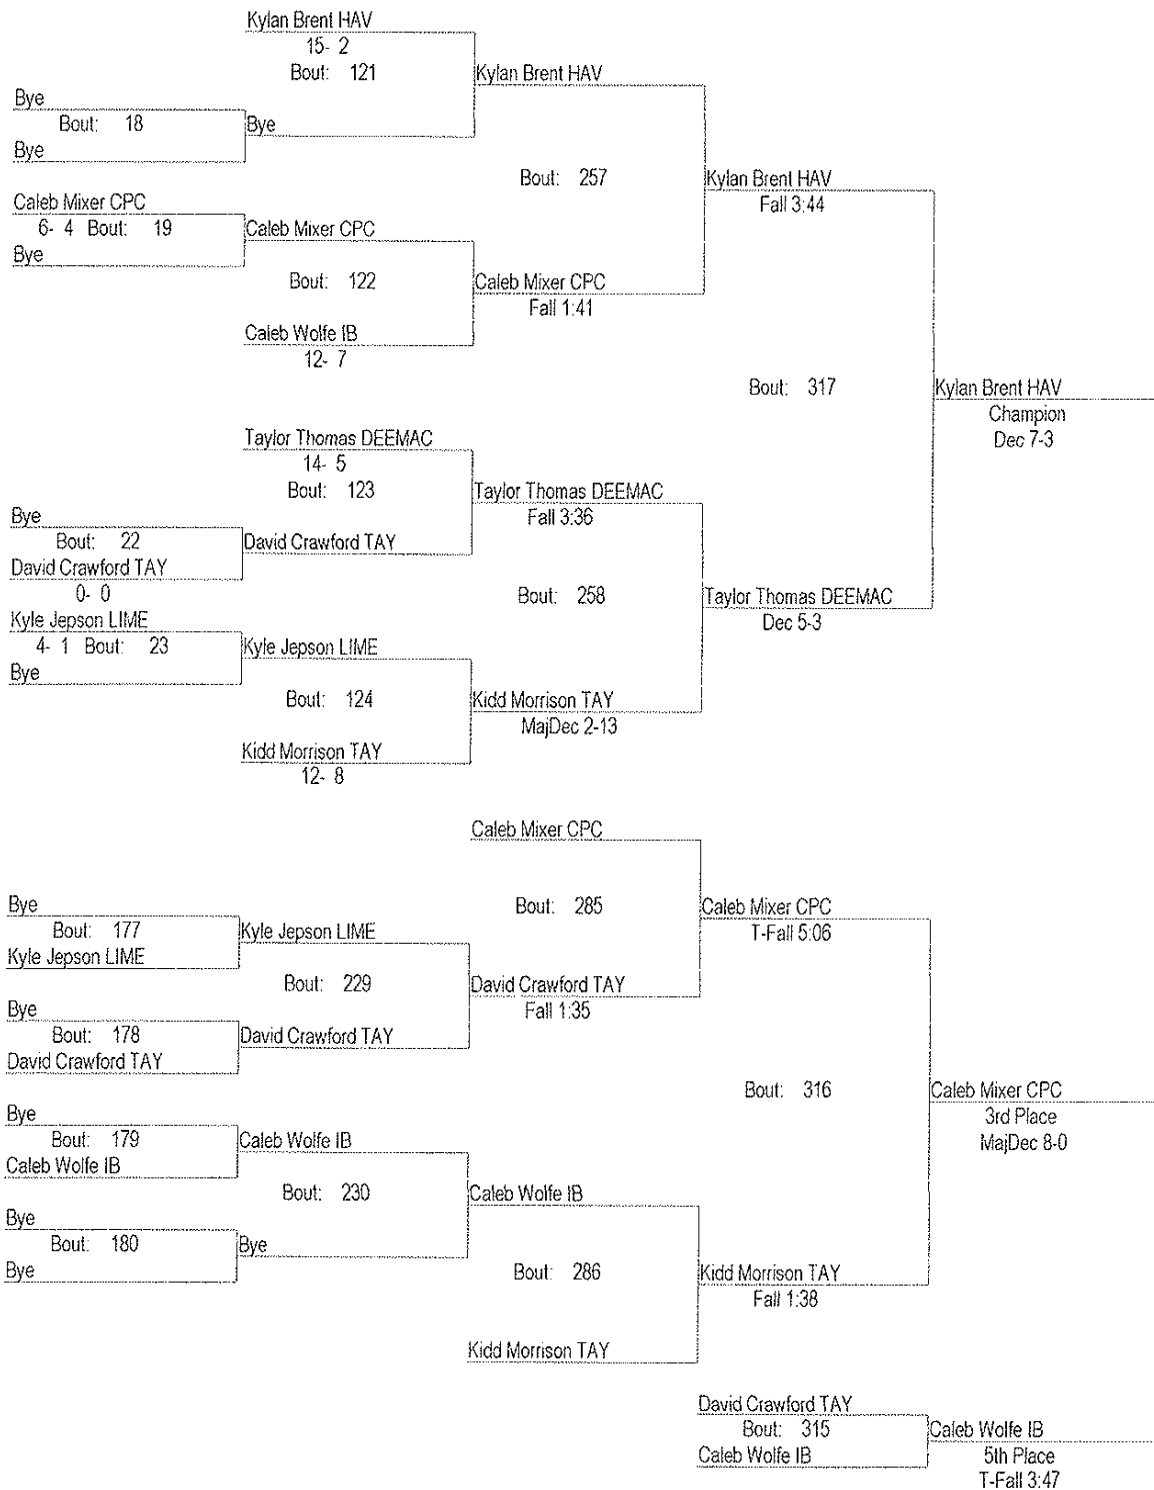 Kylan Brent HAV
15- 2
Bout: 121
Kylan Brent HAV
Bye
Bout: 18
Bye
Bye
Bout: 257
Kylan Brent HAV
Fall 3:44
Caleb Mixer CPC
6- 4 Bout: 19
Caleb Mixer CPC
Bye
Bout: 122
Caleb Mixer CPC
Fall 1:41
Caleb Wolfe IB
12- 7
Bout: 317
Kylan Brent HAV
Champion
Dec 7-3
Taylor Thomas DEEMAC
14- 5
Bout: 123
Taylor Thomas DEEMAC
Fall 3:36
Bye
Bout: 22
David Crawford TAY
David Crawford TAY
0- 0
Bout: 258
Taylor Thomas DEEMAC
Dec 5-3
Kyle Jepson LIME
4- 1 Bout: 23
Kyle Jepson LIME
Bye
Bout: 124
Kidd Morrison TAY
MajDec 2-13
Kidd Morrison TAY
12- 8
Caleb Mixer CPC
Bout: 285
Caleb Mixer CPC
T-Fall 5:06
Bye
Bout: 177
Kyle Jepson LIME
Kyle Jepson LIME
Bout: 229
David Crawford TAY
Fall 1:35
Bye
Bout: 178
David Crawford TAY
David Crawford TAY
Bout: 316
Caleb Mixer CPC
3rd Place
MajDec 8-0
Bye
Bout: 179
Caleb Wolfe IB
Caleb Wolfe IB
Bout: 230
Caleb Wolfe IB
Bye
Bout: 180
Bye
Bye
Bout: 286
Kidd Morrison TAY
Fall 1:38
Kidd Morrison TAY
David Crawford TAY
Bout: 315
Caleb Wolfe IB
Caleb Wolfe IB
5th Place
T-Fall 3:47